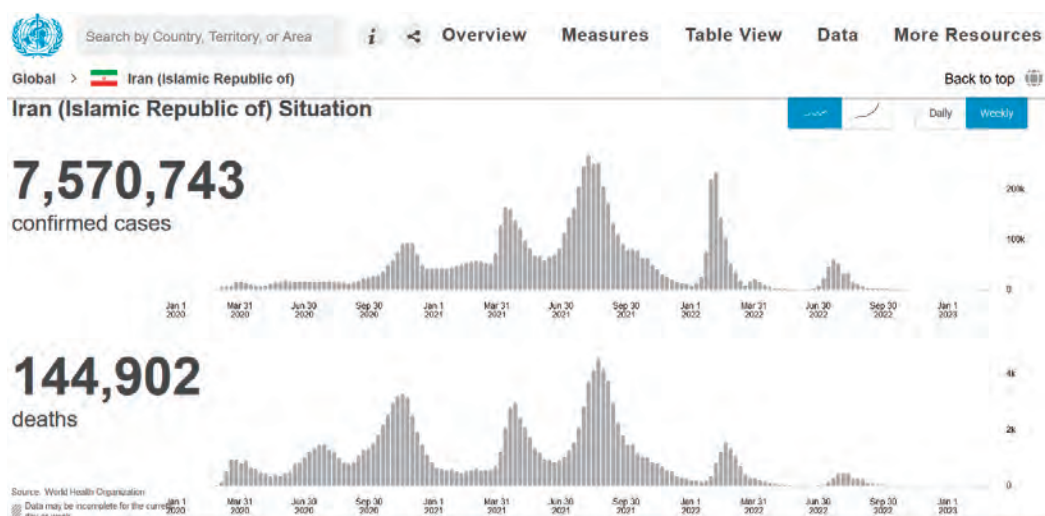 Search by Country, Territory, or Area i Overview Measures Table View Data More Resources
Global > Iran (Islamic Republic of) Back to top
Iran (Islamic Republic of) Situation Daily Weekly
7,570,743
confirmed cases
200k
100k
0
Jan 1 2020 Mar 31 2020 Jun 30 2020 Sep 30 2020 Jan 1 2021 Mar 31 2021 Jun 30 2021 Sep 30 2021 Jan 1 2022 Mar 31 2022 Jun 30 2022 Sep 30 2022 Jan 1 2023
144,902
deaths
4k
2k
0
Source: World Health Organization
Data may be incomplete for the current
day or week
Jan 1 2020 Mar 31 2020 Jun 30 2020 Sep 30 2020 Jan 1 2021 Mar 31 2021 Jun 30 2021 Sep 30 2021 Jan 1 2022 Mar 31 2022 Jun 30 2022 Sep 30 2022 Jan 1 2023